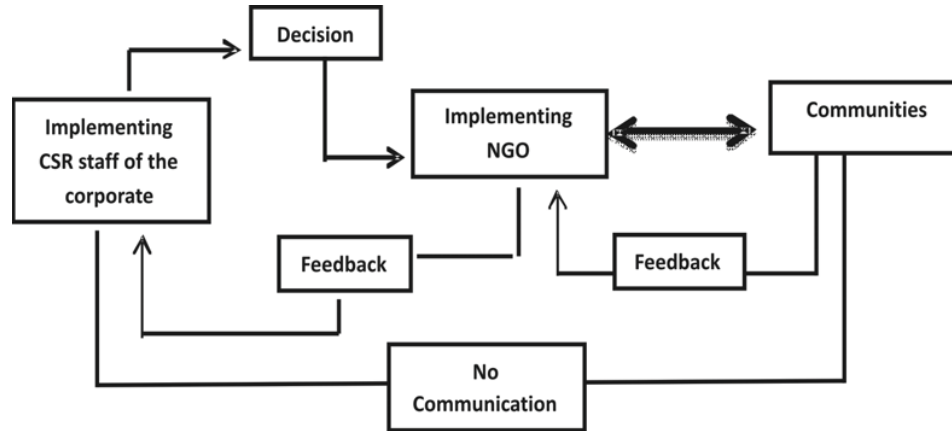 Decision
Implementing
CSR staff of the
corporate
Implementing
NGO
Communities
Feedback
Feedback
No
Communication